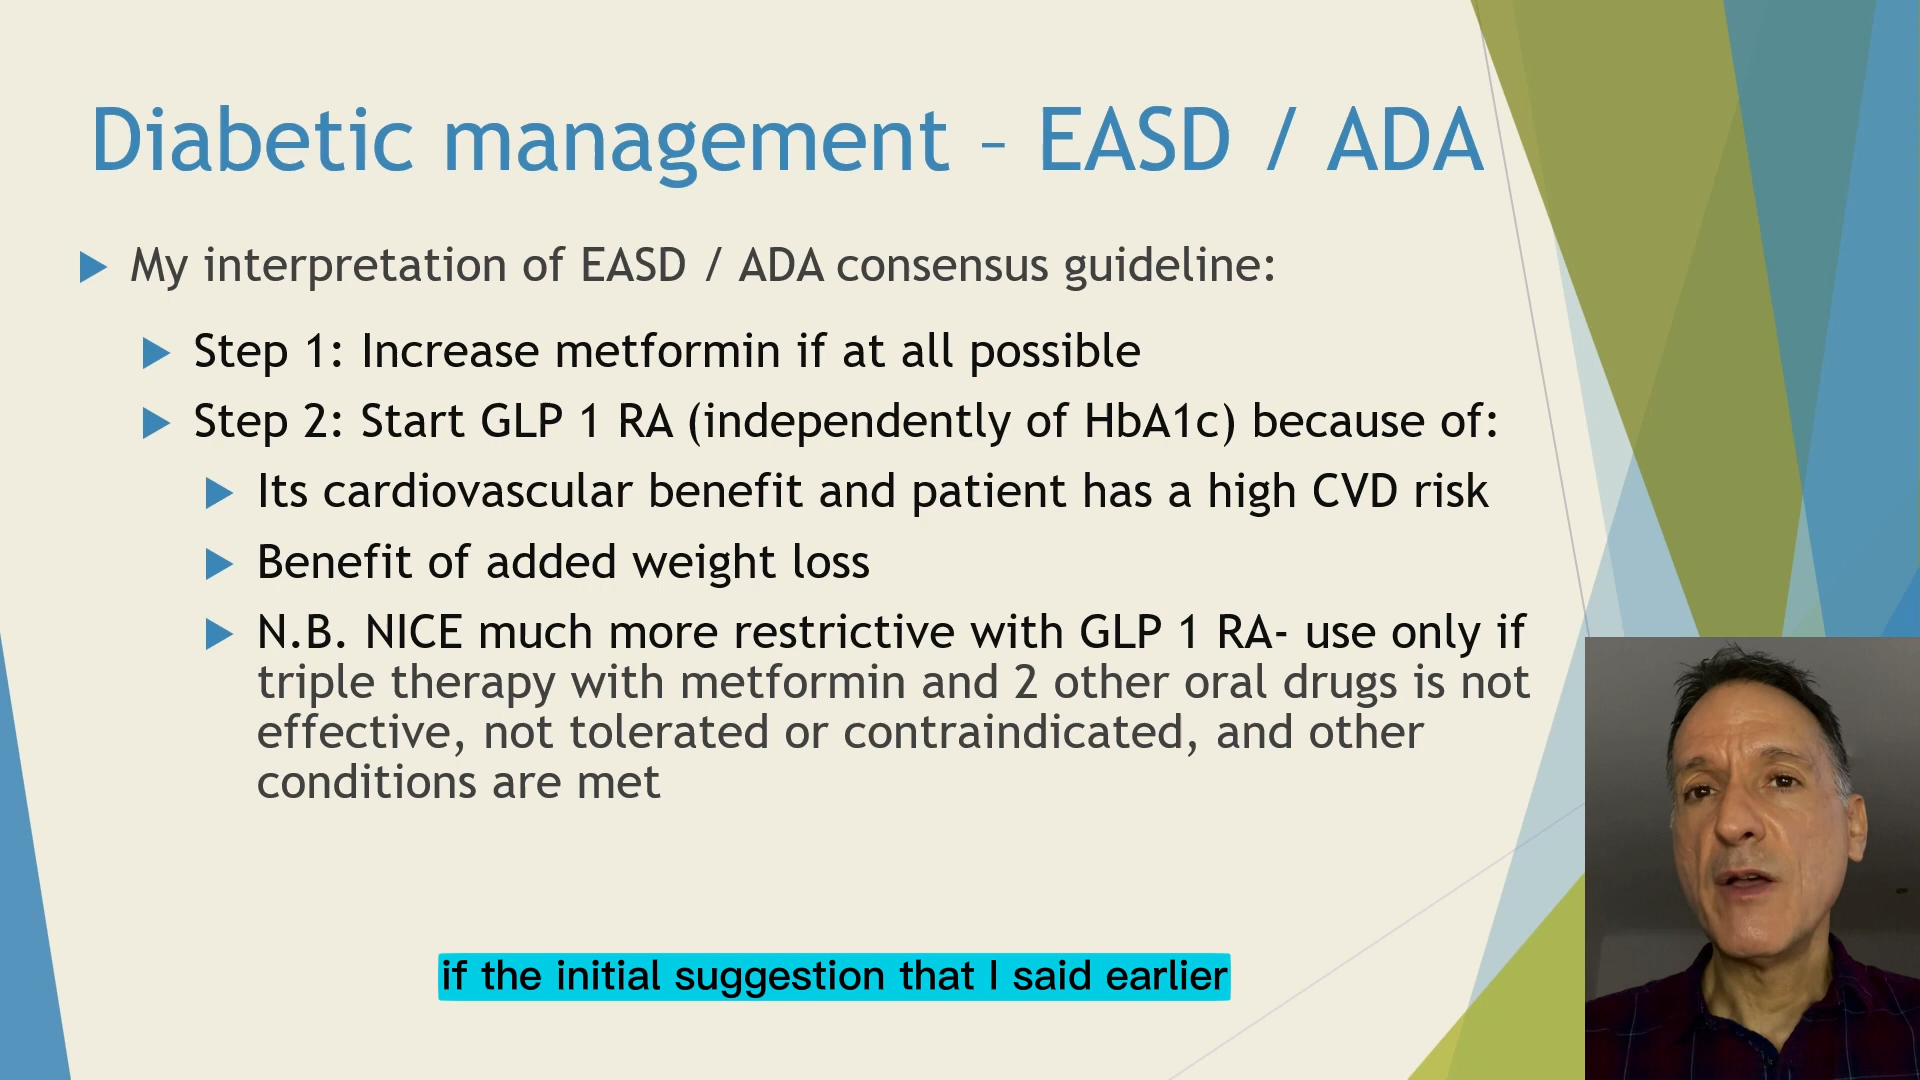 Diabetic management – EASD / ADA
My interpretation of EASD / ADA consensus guideline:
Step 1: Increase metformin if at all possible
Step 2: Start GLP 1 RA (independently of HbA1c) because of:
Its cardiovascular benefit and patient has a high CVD risk
Benefit of added weight loss
N.B. NICE much more restrictive with GLP 1 RA- use only if
triple therapy with metformin and 2 other oral drugs is not
effective, not tolerated or contraindicated, and other
conditions are met
if the initial suggestion that I said earlier